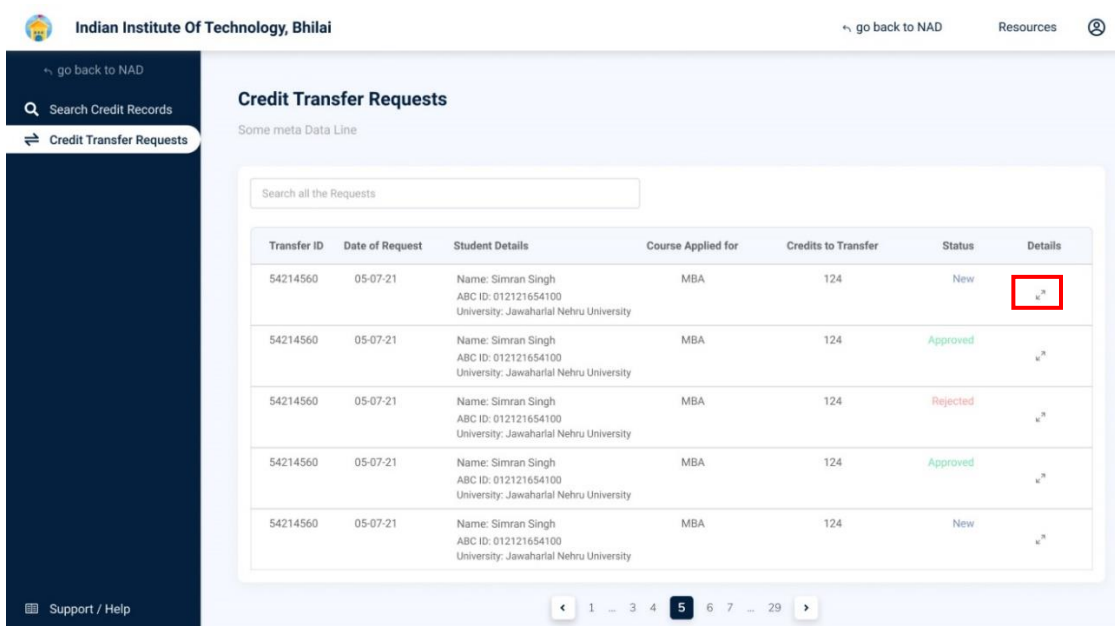 Indian Institute Of Technology, Bhilai
go back to NAD
Resources
go back to NAD
Search Credit Records
Credit Transfer Requests
Support / Help
Credit Transfer Requests
Some meta Data Line
Search all the Requests
Transfer ID Date of Request Student Details Course Applied for Credits to Transfer Status Details
54214560 05-07-21 Name: Simran Singh MBA 124 New
ABC ID: 012121654100
University: Jawaharlal Nehru University
54214560 05-07-21 Name: Simran Singh MBA 124 Approved
ABC ID: 012121654100
University: Jawaharlal Nehru University
54214560 05-07-21 Name: Simran Singh MBA 124 Rejected
ABC ID: 012121654100
University: Jawaharlal Nehru University
54214560 05-07-21 Name: Simran Singh MBA 124 Approved
ABC ID: 012121654100
University: Jawaharlal Nehru University
54214560 05-07-21 Name: Simran Singh MBA 124 New
ABC ID: 012121654100
University: Jawaharlal Nehru University
1 ... 3 4 5 6 7 ... 29